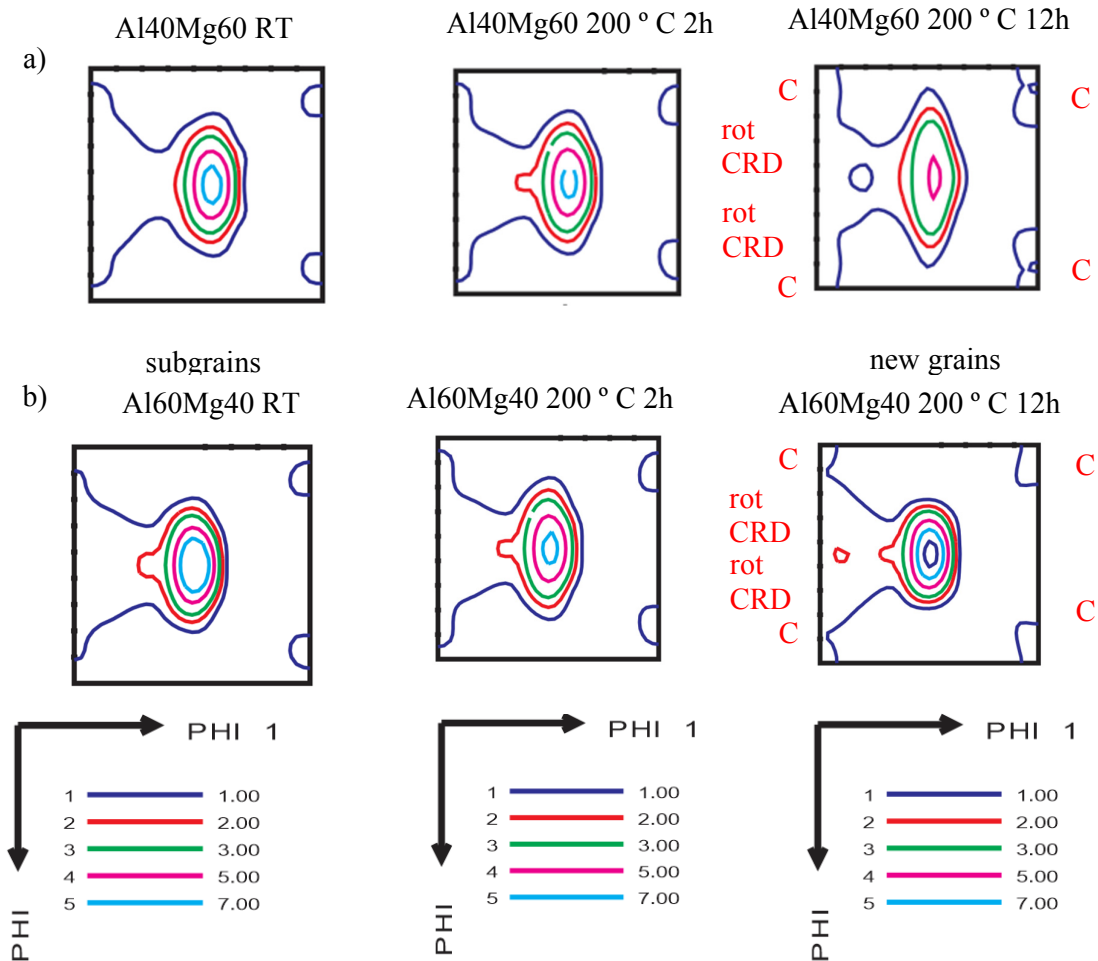 Al40Mg60 RT
Al40Mg60 200 º C 2h
Al40Mg60 200 º C 12h
a)
C
C
rot
CRD
rot
CRD
C
C
subgrains
new grains
b)
Al60Mg40 RT
Al60Mg40 200 º C 2h
Al60Mg40 200 º C 12h
C
C
rot
CRD
rot
CRD
C
C
PHI 1
PHI
1 1.00
2 2.00
3 3.00
4 5.00
5 7.00
PHI 1
PHI
1 1.00
2 2.00
3 3.00
4 5.00
5 7.00
PHI 1
PHI
1 1.00
2 2.00
3 3.00
4 5.00
5 7.00